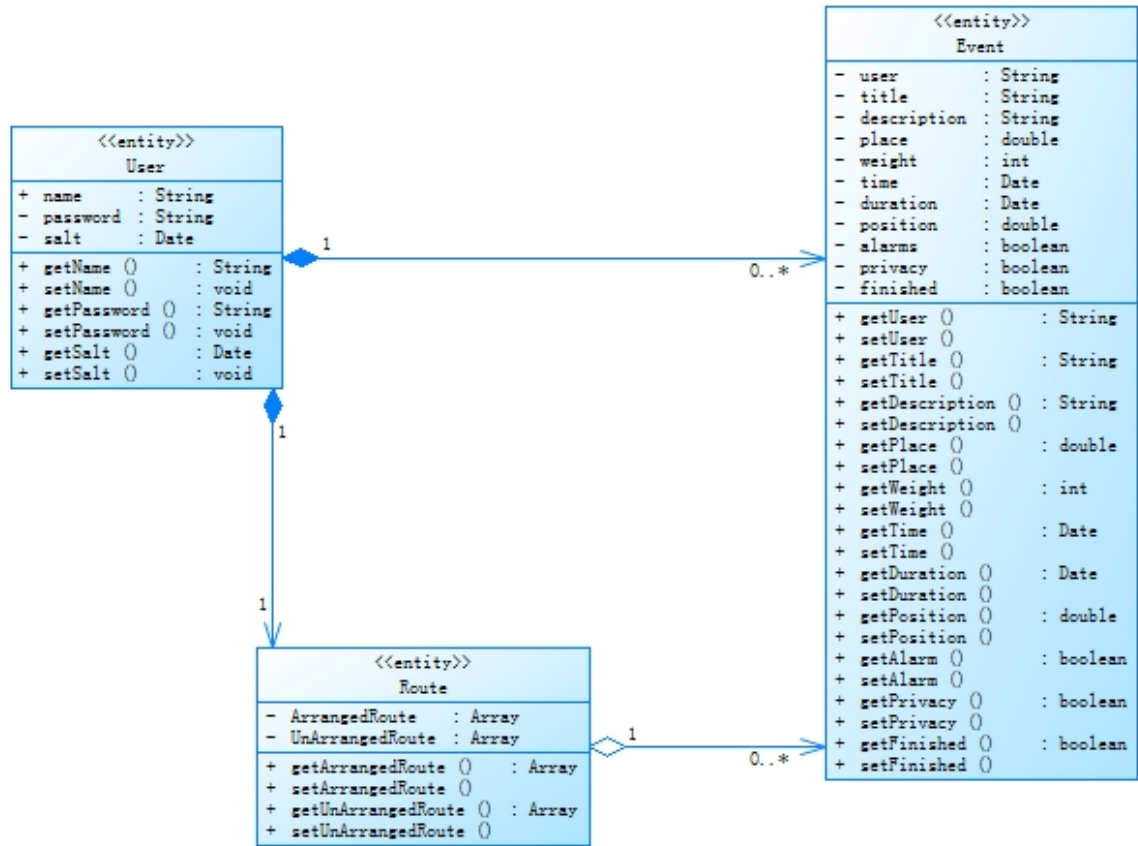 <<entity>>
User
+ name : String
- password : String
- salt : Date
+ getName () : String
+ setName () : void
+ getPassword () : String
+ setPassword () : void
+ getSalt () : Date
+ setSalt () : void
1
0..*
1
1
<<entity>>
Route
- ArrangedRoute : Array
- UnArrangedRoute : Array
+ getArrangedRoute () : Array
+ setArrangedRoute ()
+ getUnArrangedRoute () : Array
+ setUnArrangedRoute ()
1
0..*
<<entity>>
Event
- user : String
- title : String
- description : String
- place : double
- weight : int
- time : Date
- duration : Date
- position : double
- alarms : boolean
- privacy : boolean
- finished : boolean
+ getUser () : String
+ setUser ()
+ getTitle () : String
+ setTitle ()
+ getDescription () : String
+ setDescription ()
+ getPlace () : double
+ setPlace ()
+ getWeight () : int
+ setWeight ()
+ getTime () : Date
+ setTime ()
+ getDuration () : Date
+ setDuration ()
+ getPosition () : double
+ setPosition ()
+ getAlarm () : boolean
+ setAlarm ()
+ getPrivacy () : boolean
+ setPrivacy ()
+ getFinished () : boolean
+ setFinished ()